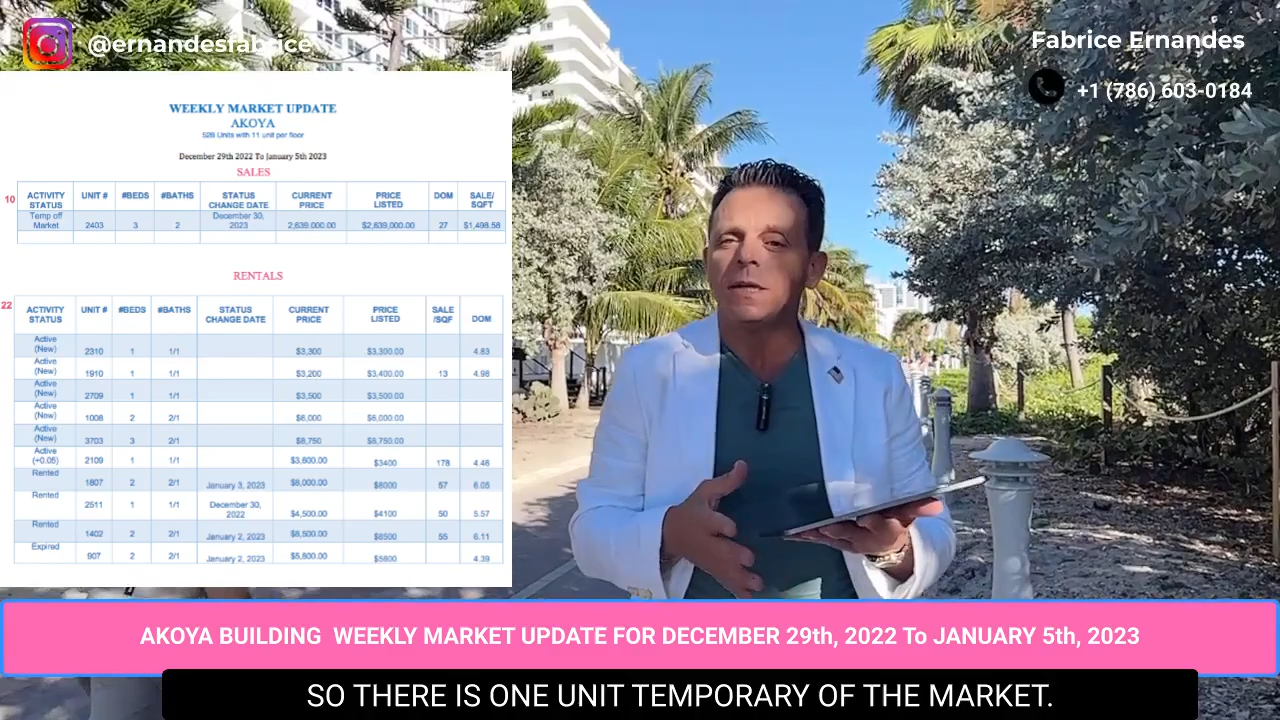 @ernandesfabrice
Fabrice Ernandes
+1 (786) 603-0184
WEEKLY MARKET UPDATE
AKOYA
528 Units with 11 unit per floor
December 29th 2022 To January 5th 2023
SALES
10
ACTIVITY STATUS UNIT # #BEDS #BATHS STATUS CHANGE DATE CURRENT PRICE PRICE LISTED DOM SALE/ SQFT
Temp off Market 2403 3 2 December 30, 2023 2,639,000.00 $2,639,000.00 27 $1,498.58
RENTALS
22
ACTIVITY STATUS UNIT # #BEDS #BATHS STATUS CHANGE DATE CURRENT PRICE PRICE LISTED SALE /SQF DOM
Active (New) 2310 1 1/1 $3,300 $3,300.00 4.83
Active (New) 1910 1 1/1 $3,200 $3,400.00 13 4.98
Active (New) 2709 1 1/1 $3,500 $3,500.00
Active (New) 1008 2 2/1 $6,000 $6,000.00
Active (New) 3703 3 2/1 $8,750 $8,750.00
Active (+0.05) 2109 1 1/1 $3,600.00 $3400 178 4.46
Rented 1807 2 2/1 January 3, 2023 $8,000.00 $8000 57 6.05
Rented 2511 1 1/1 December 30, 2022 $4,500.00 $4100 50 5.57
Rented 1402 2 2/1 January 2, 2023 $8,500.00 $8500 55 6.11
Expired 907 2 2/1 January 2, 2023 $5,800.00 $5800 4.39
AKOYA BUILDING WEEKLY MARKET UPDATE FOR DECEMBER 29th, 2022 To JANUARY 5th, 2023
SO THERE IS ONE UNIT TEMPORARY OF THE MARKET.